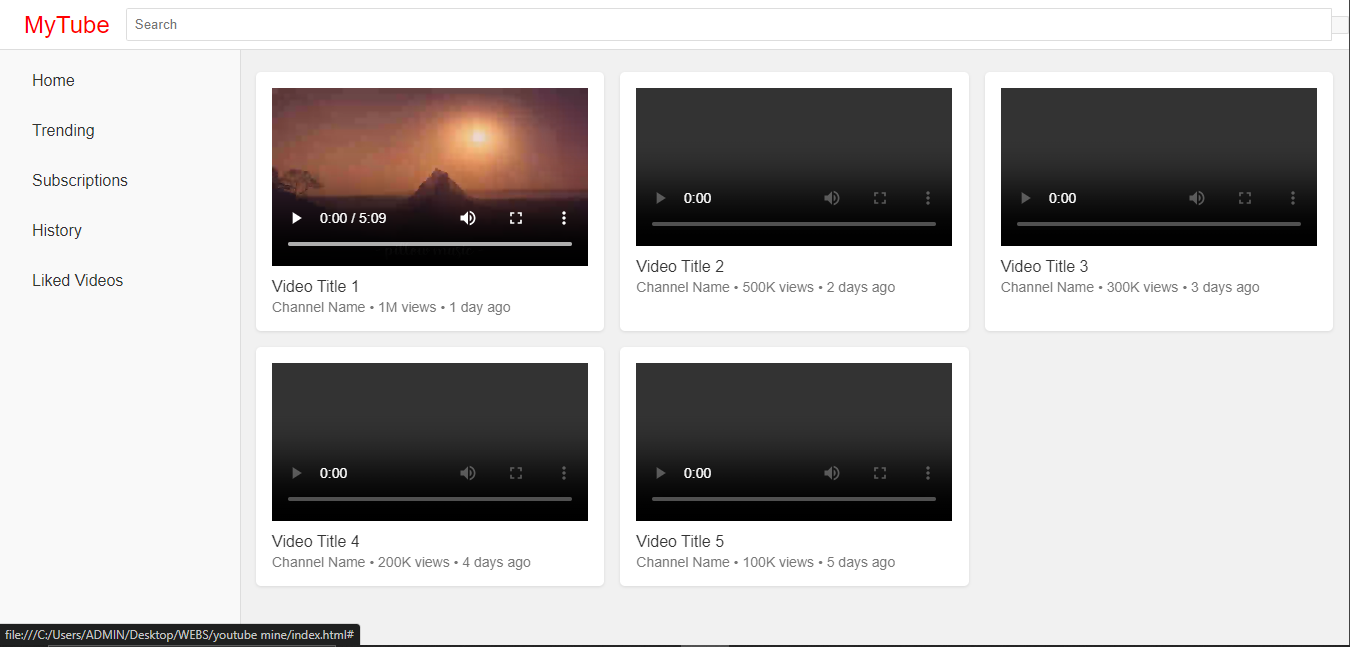 MyTube
Search
Home
Trending
Subscriptions
History
Liked Videos
0:00 / 5:09
Video Title 1
Channel Name • 1M views • 1 day ago
0:00
Video Title 2
Channel Name • 500K views • 2 days ago
0:00
Video Title 3
Channel Name • 300K views • 3 days ago
0:00
Video Title 4
Channel Name • 200K views • 4 days ago
0:00
Video Title 5
Channel Name • 100K views • 5 days ago
file:///C:/Users/ADMIN/Desktop/WEBS/youtube mine/index.html#